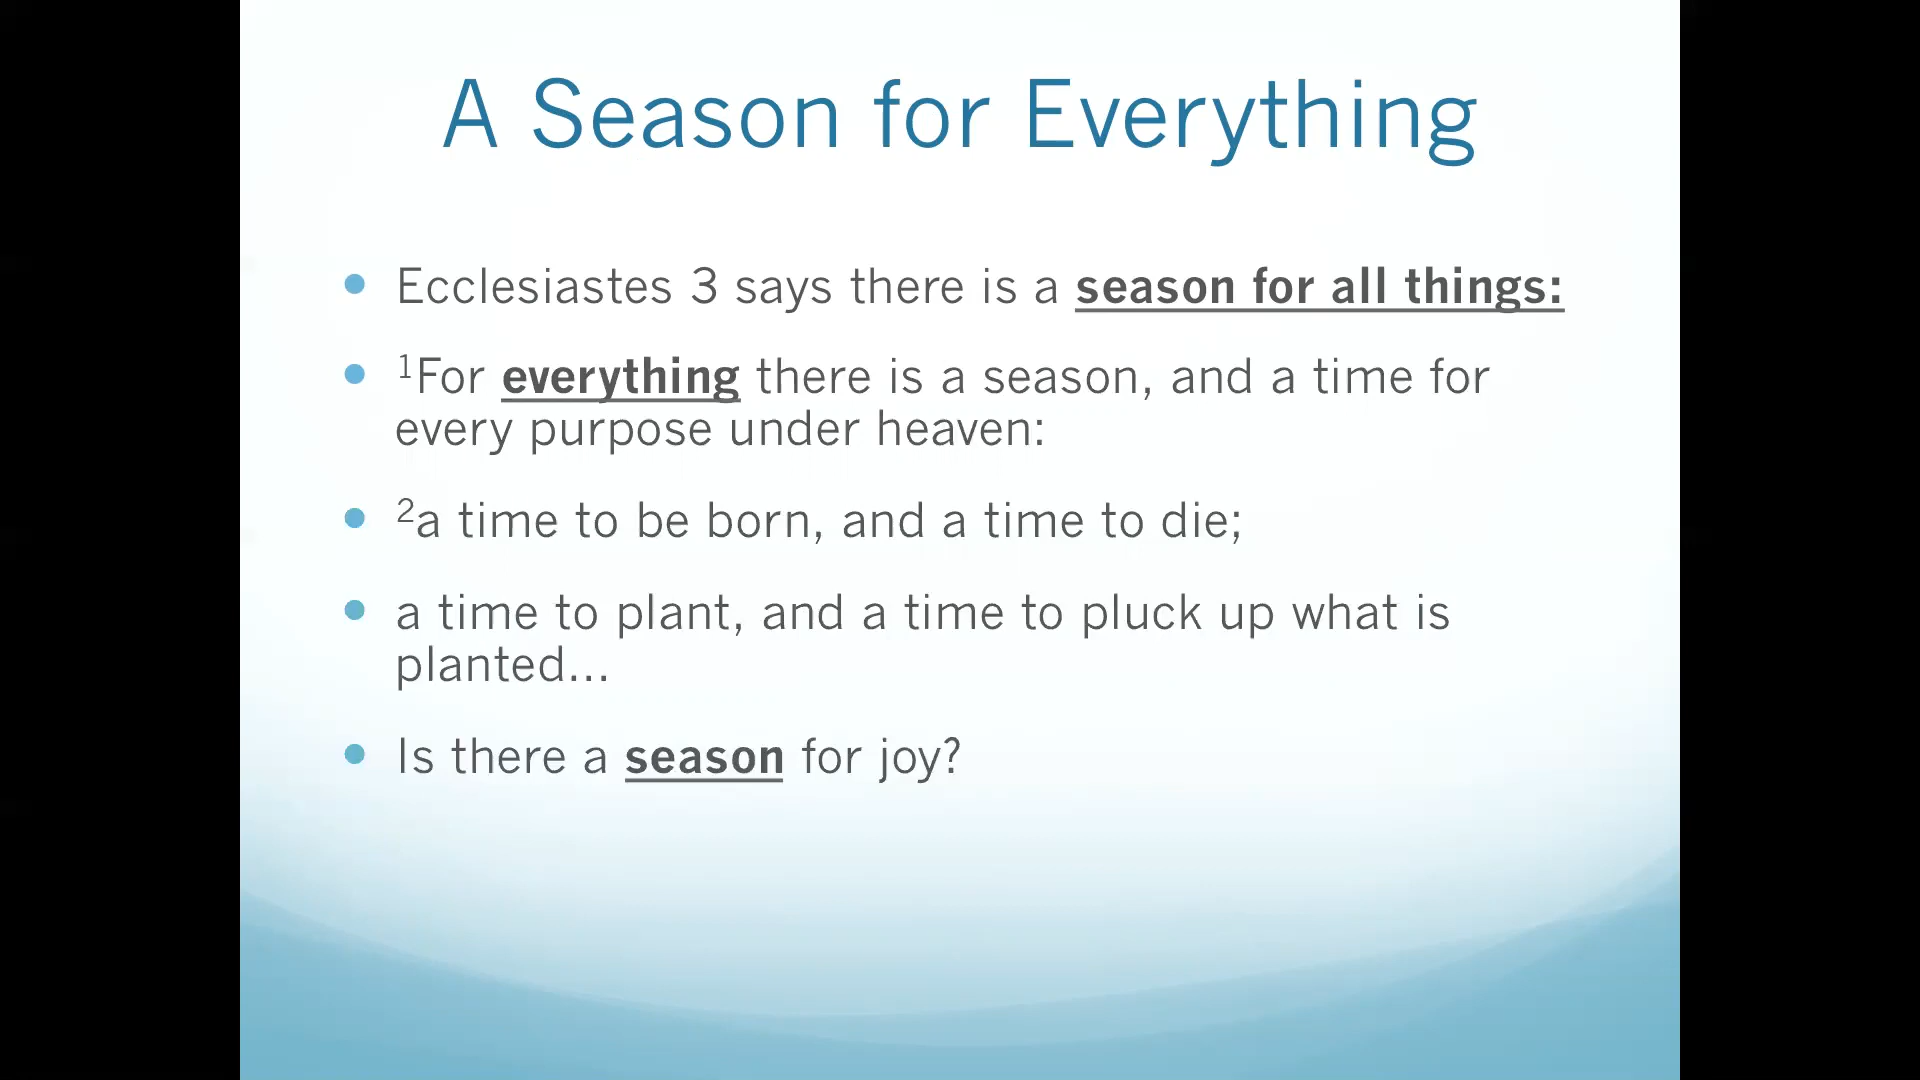 A Season for Everything
Ecclesiastes 3 says there is a season for all things:
¹For everything there is a season, and a time for
every purpose under heaven:
²a time to be born, and a time to die;
a time to plant, and a time to pluck up what is
planted...
Is there a season for joy?